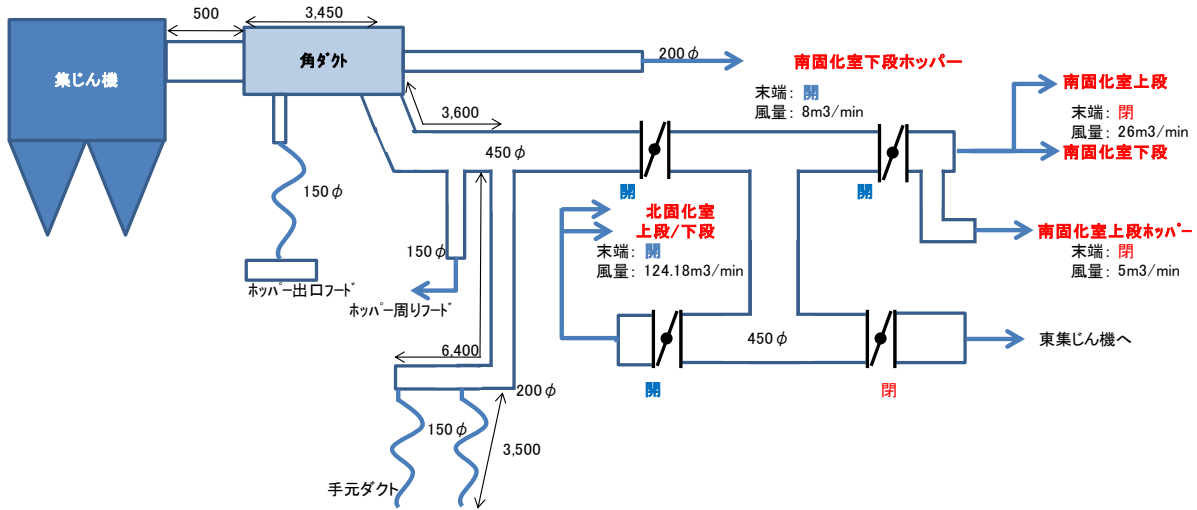 500
3,450
集じん機
角ﾀﾞｸﾄ
200φ
南固化室下段ホッパー
末端: 開
風量: 8m3/min
南固化室上段
末端: 閉
風量: 26m3/min
南固化室下段
3,600
450φ
開
開
150φ
150φ
北固化室
上段/下段
末端: 開
風量: 124.18m3/min
南固化室上段ﾎｯﾊﾟｰ
末端: 閉
風量: 5m3/min
ﾎｯﾊﾟｰ出口フード
ﾎｯﾊﾟｰ周りフード
6,400
450φ
東集じん機へ
開
閉
200φ
150φ
3,500
手元ダクト